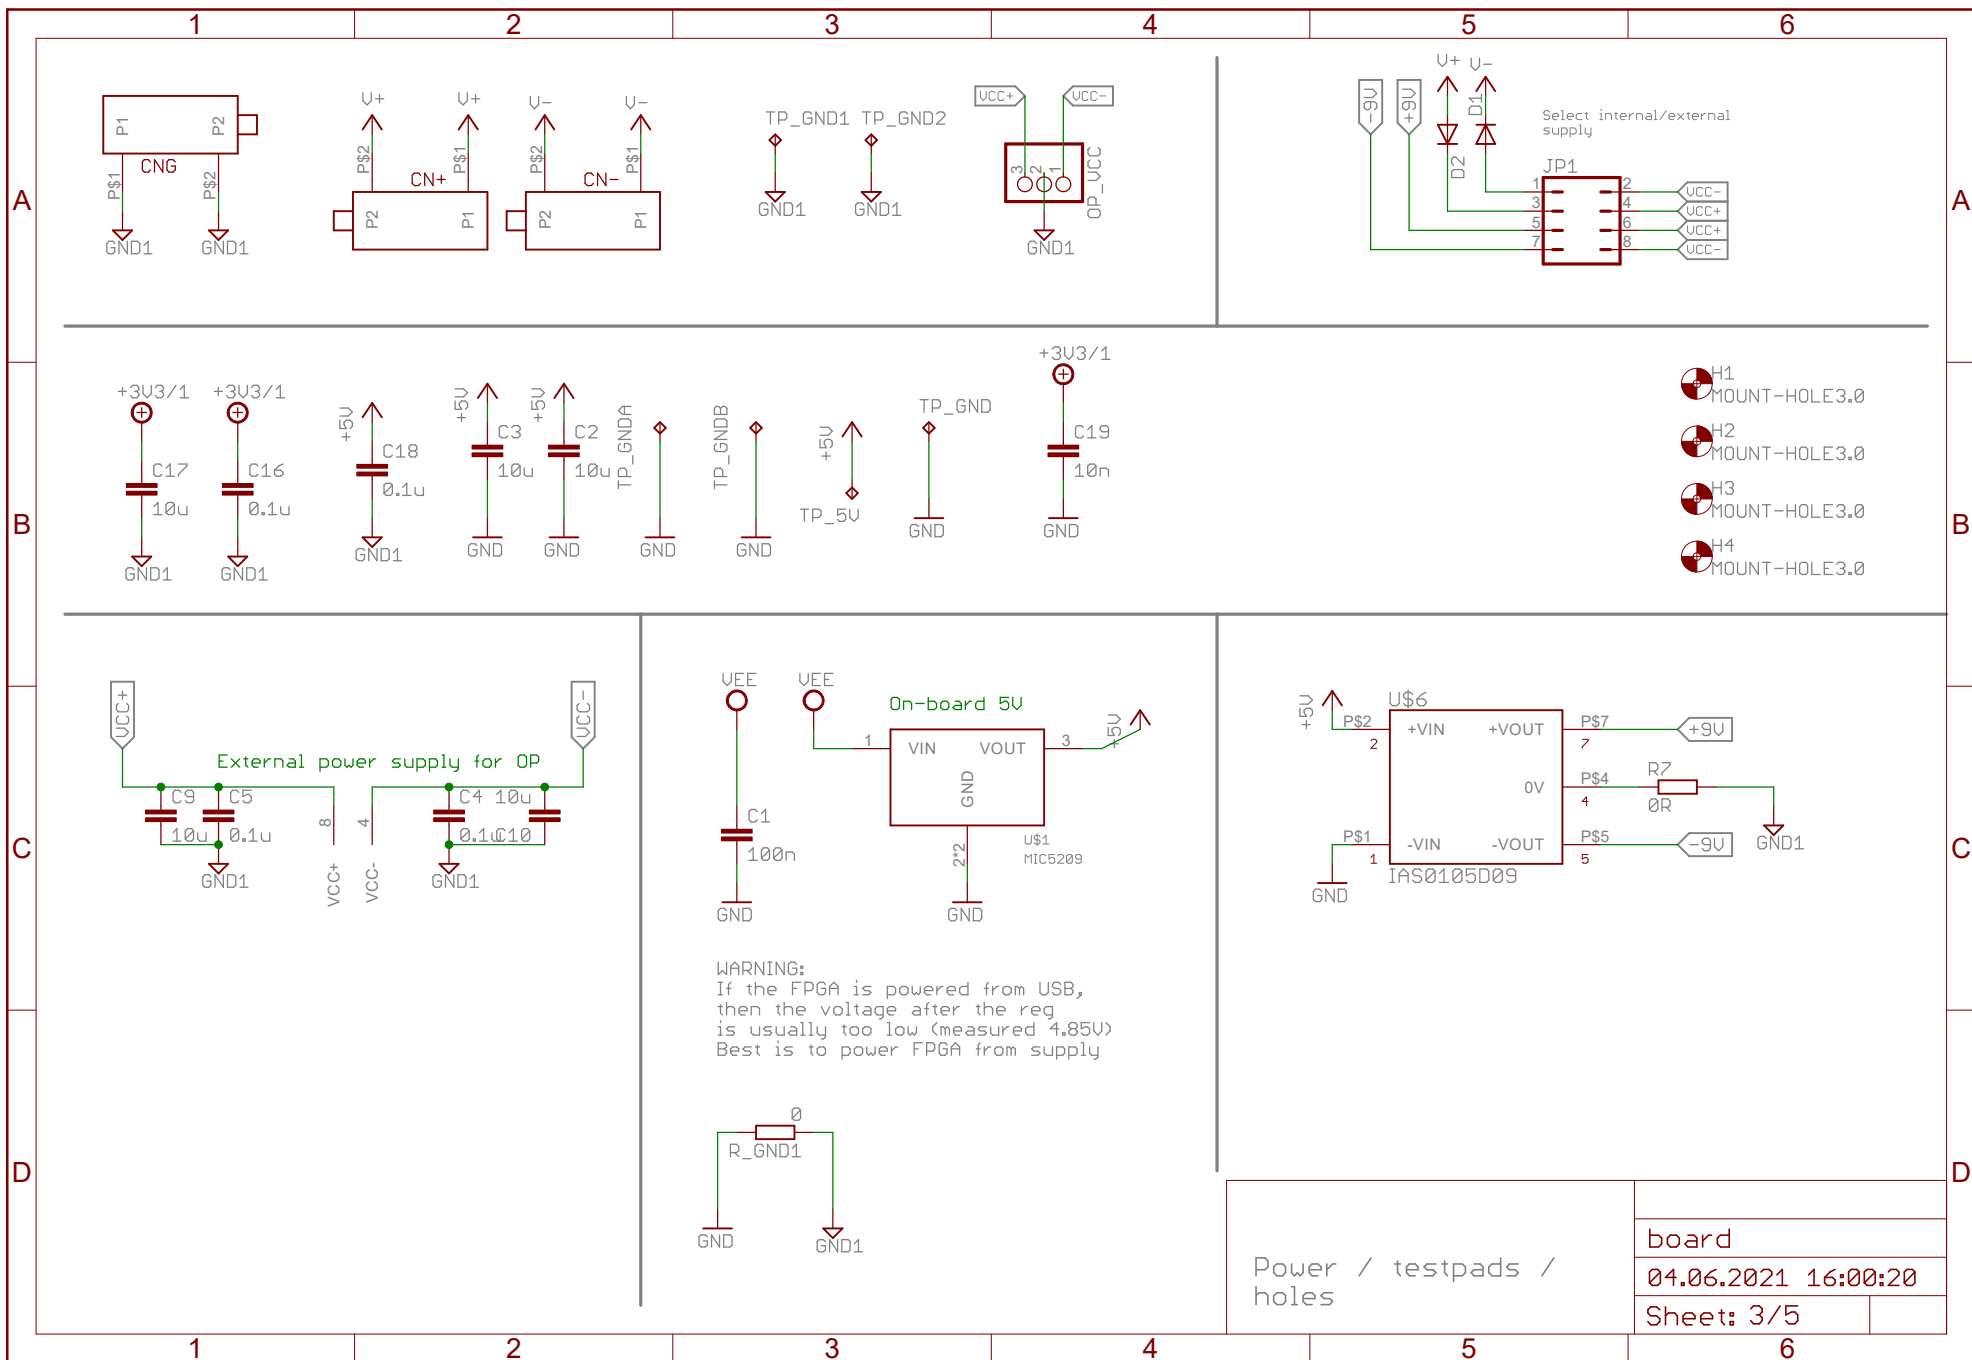 1 2 3 4 5 6
A
P1 P2
CNG
P$1 P$2
GND1 GND1
V+ V+ V- V-
P$2 P$1 P$2 P$1
CN+ CN-
P2 P1 P2 P1
TP_GND1 TP_GND2
GND1 GND1
VCC+ VCC-
3 2 1
OP_VCC
GND1
V+ V-
-9V +9V
D1
D2
Select internal/external
supply
JP1
1 2 VCC-
3 4 VCC+
5 6 VCC+
7 8 VCC-
A
B
+3V3/1 +3V3/1
C17 C16
10u 0.1u
GND1 GND1
+5V
C18
0.1u
GND1
+5V +5V
C3 C2
10u 10u
GND GND
TP_GNDA TP_GNDB
GND GND
+5V
TP_5V
TP_GND
GND
+3V3/1
C19
10n
GND
H1
MOUNT-HOLE3.0
H2
MOUNT-HOLE3.0
H3
MOUNT-HOLE3.0
H4
MOUNT-HOLE3.0
B
C
VCC+ VCC-
External power supply for OP
C9 C5 C4 10u
10u 0.1u 8 4 0.1u C10
GND1 VCC+ VCC- GND1
VEE VEE
On-board 5V
+5V
1 VIN VOUT 3
GND
C1
100n
2*2
U$1
MIC5209
GND GND
WARNING:
If the FPGA is powered from USB,
then the voltage after the reg
is usually too low (measured 4.85V)
Best is to power FPGA from supply
+5V
U$6
P$2 +VIN +VOUT P$7 +9V
2 7
0V P$4 R7
4 0R
P$1 -VIN -VOUT P$5 -9V
1 5
GND1
IAS0105D09
GND
C
D
0
R_GND1
GND GND1
D
Power / testpads /
holes
board
04.06.2021 16:00:20
Sheet: 3/5
1 2 3 4 5 6